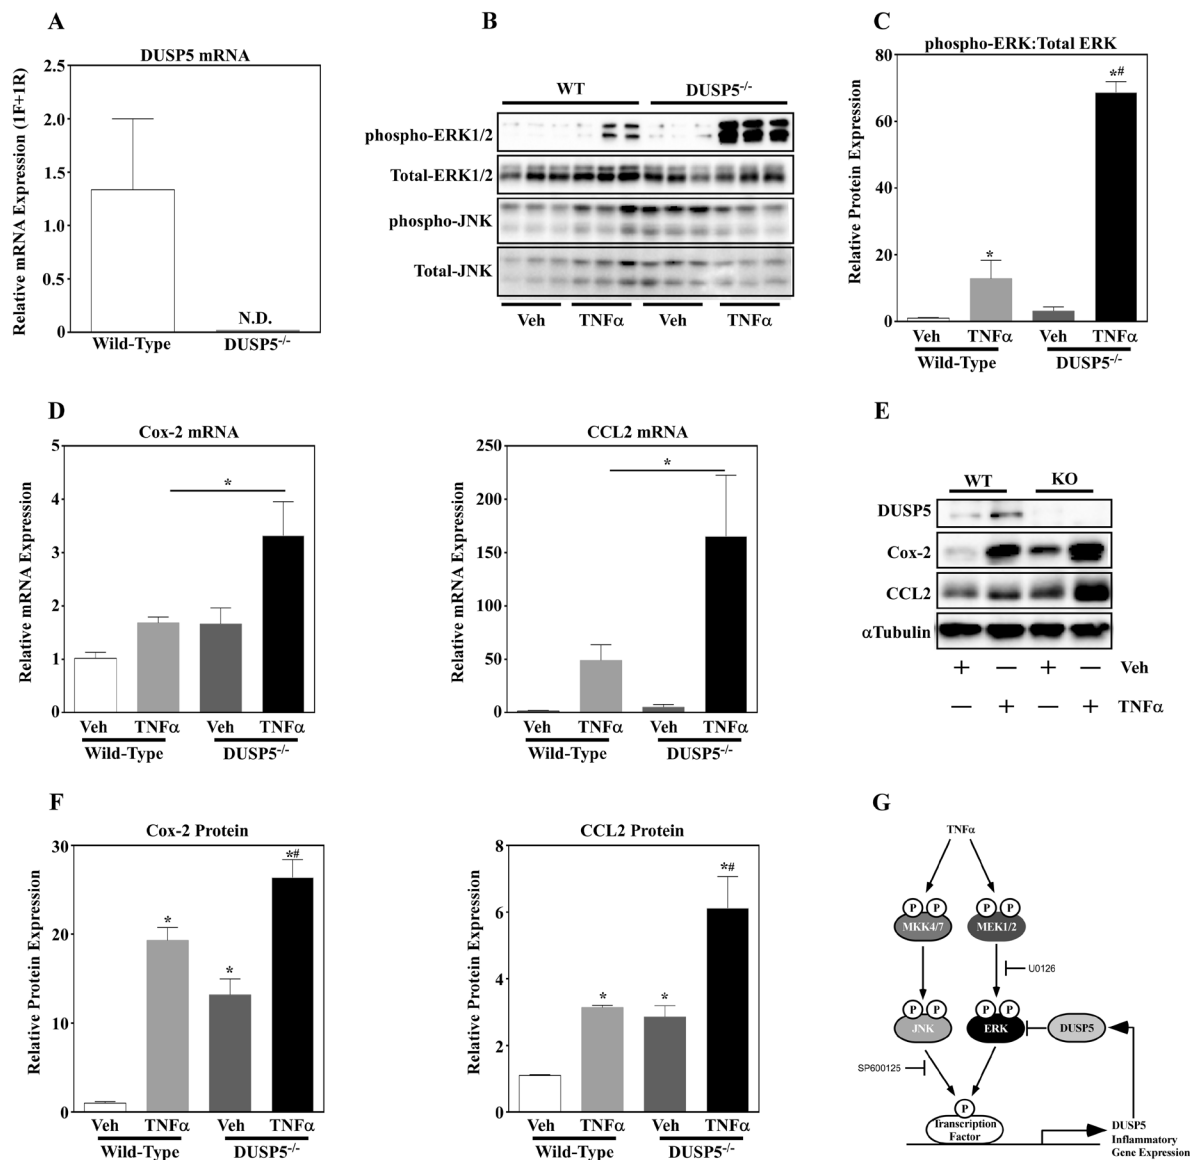 A
DUSP5 mRNA
Relative mRNA Expression (1F+1R)
2.5
2.0
1.5
1.0
0.5
0
N.D.
Wild-Type
DUSP5-/-
B
WT
DUSP5-/-
phospho-ERK1/2
Total-ERK1/2
phospho-JNK
Total-JNK
Veh
TNFα
Veh
TNFα
C
phospho-ERK:Total ERK
Relative Protein Expression
80
60
40
20
0
*
*#
Veh
TNFα
Veh
TNFα
Wild-Type
DUSP5-/-
D
Cox-2 mRNA
Relative mRNA Expression
5
4
3
2
1
0
*
Veh
TNFα
Veh
TNFα
Wild-Type
DUSP5-/-
CCL2 mRNA
Relative mRNA Expression
250
200
150
100
50
0
*
Veh
TNFα
Veh
TNFα
Wild-Type
DUSP5-/-
E
WT
KO
DUSP5
Cox-2
CCL2
αTubulin
+ — + — Veh
— + — + TNFα
F
Cox-2 Protein
Relative Protein Expression
30
20
10
0
*
*
*#
Veh
TNFα
Veh
TNFα
Wild-Type
DUSP5-/-
CCL2 Protein
Relative Protein Expression
8
6
4
2
0
*
*
*#
Veh
TNFα
Veh
TNFα
Wild-Type
DUSP5-/-
G
TNFα
P P
MKK4/7
P P
MEK1/2
U0126
P P
JNK
P P
ERK
DUSP5
SP600125
P
Transcription
Factor
DUSP5
Inflammatory
Gene Expression